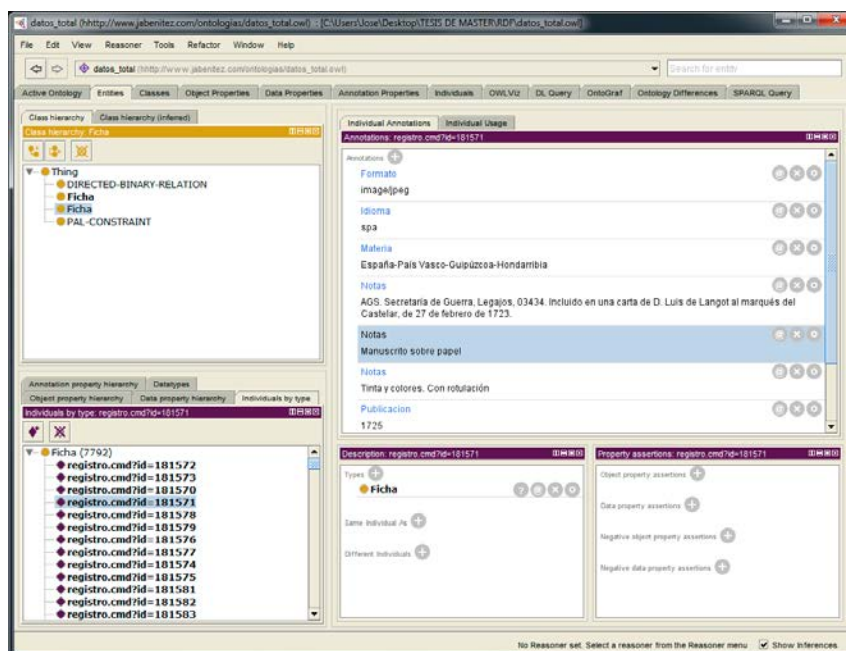 datos_total (hhttp://www.jabenitez.com/ontologias/datos_total.owl) : [C:\Users\Jose\Desktop\TESIS DE MASTER\RDF\datos_total.owl]
File Edit View Reasoner Tools Refactor Window Help
datos_total (hhttp://www.jabenitez.com/ontologias/datos_total.owl)
Search for entity
Active Ontology Entities Classes Object Properties Data Properties Annotation Properties Individuals OWLViz DL Query OntoGraf Ontology Differences SPARQL Query
Class hierarchy Class hierarchy (inferred)
Class hierarchy: Ficha
Thing
DIRECTED-BINARY-RELATION
Ficha
Ficha
PAL-CONSTRAINT
Annotation property hierarchy Datatypes
Object property hierarchy Data property hierarchy Individuals by type
Individuals by type: registro.cmd?id=181571
Ficha (7792)
registro.cmd?id=181572
registro.cmd?id=181573
registro.cmd?id=181570
registro.cmd?id=181571
registro.cmd?id=181578
registro.cmd?id=181579
registro.cmd?id=181576
registro.cmd?id=181577
registro.cmd?id=181574
registro.cmd?id=181575
registro.cmd?id=181581
registro.cmd?id=181582
registro.cmd?id=181583
Individual Annotations Individual Usage
Annotations: registro.cmd?id=181571
Annotations
Formato
image/jpeg
Idioma
spa
Materia
España-País Vasco-Guipúzcoa-Hondarribia
Notas
AGS. Secretaría de Guerra, Legajos, 03434. Incluido en una carta de D. Luis de Langot al marqués del
Castelar, de 27 de febrero de 1723.
Notas
Manuscrito sobre papel
Notas
Tinta y colores. Con rotulación
Publicacion
1725
Description: registro.cmd?id=181571
Types
Ficha
Same Individual As
Different Individuals
Property assertions: registro.cmd?id=181571
Object property assertions
Data property assertions
Negative object property assertions
Negative data property assertions
No Reasoner set. Select a reasoner from the Reasoner menu Show Inferences